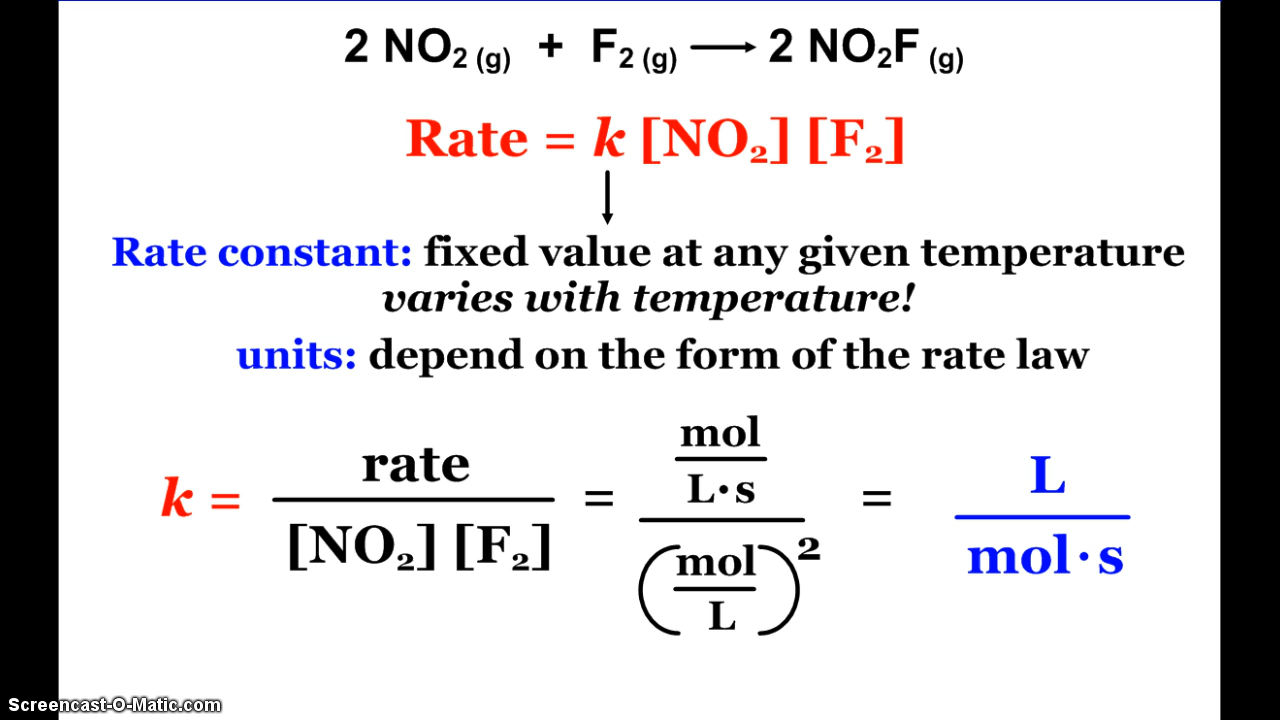 2 NO₂ (g) + F₂ (g) ⟶ 2 NO₂F (g)
Rate = k [NO₂] [F₂]
Rate constant: fixed value at any given temperature
varies with temperature!
units: depend on the form of the rate law
k = rate / [NO₂] [F₂] = (mol / L·s) / (mol / L)² = L / mol·s
Screencast-O-Matic.com